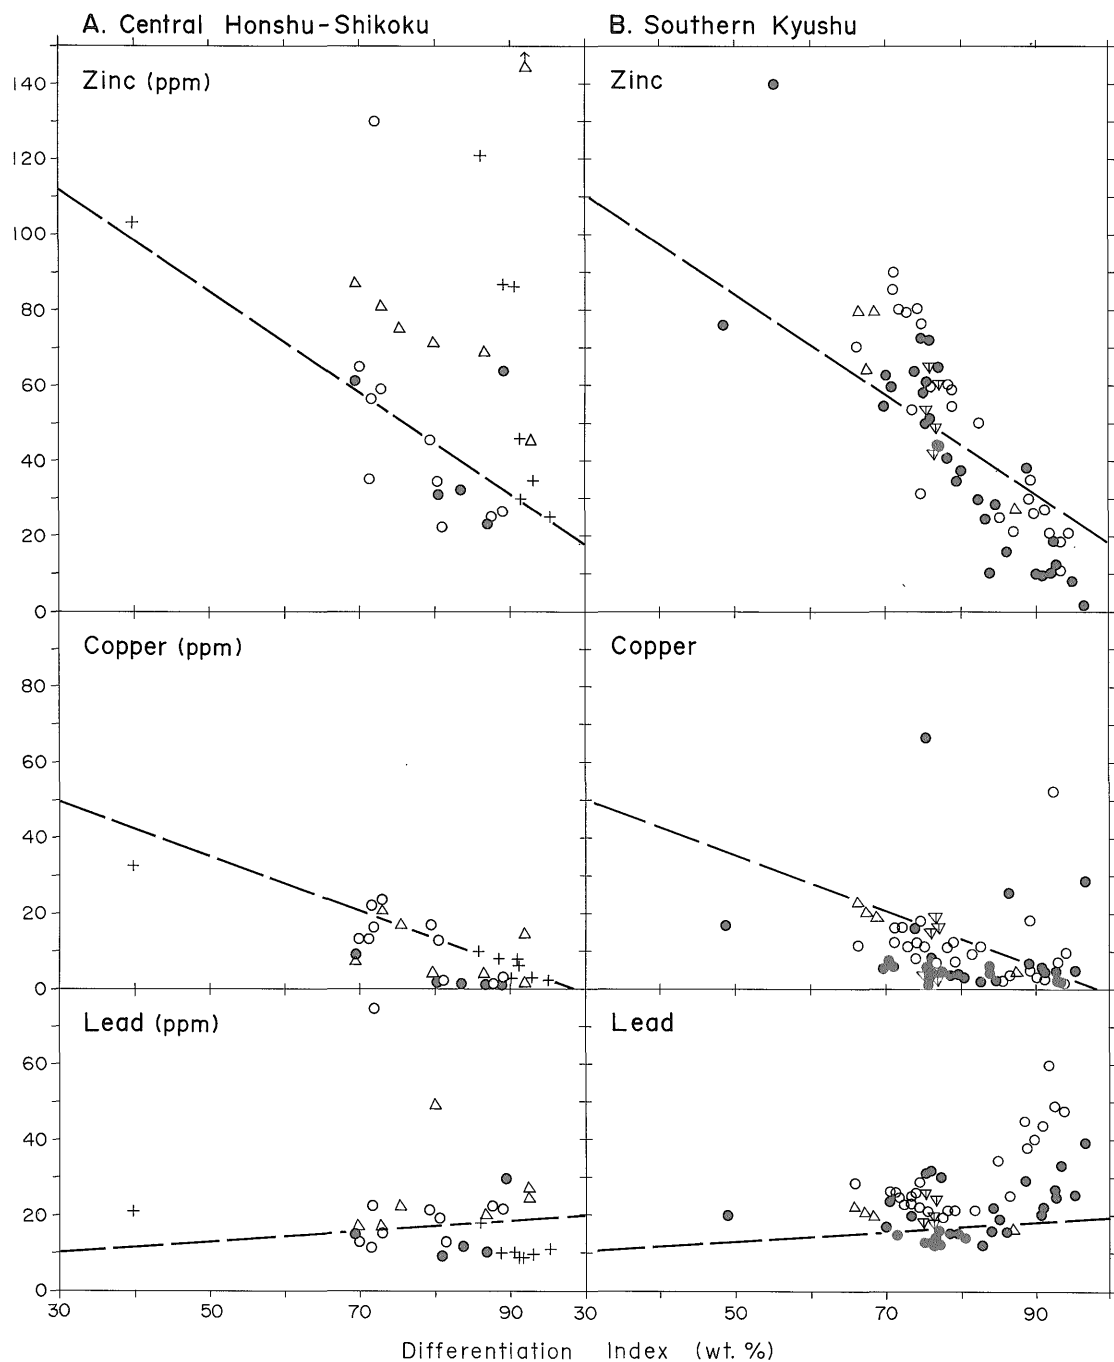 A. Central Honshu-Shikoku
B. Southern Kyushu
Zinc (ppm)
Zinc
140
120
100
80
60
40
20
0
Copper (ppm)
Copper
80
60
40
20
0
Lead (ppm)
Lead
60
40
20
0
30 50 70 90 30 50 70 90
Differentiation Index (wt. %)